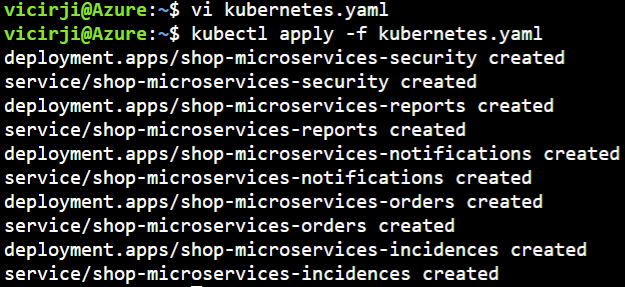 vicirji@Azure:~$ vi kubernetes.yaml
vicirji@Azure:~$ kubectl apply -f kubernetes.yaml
deployment.apps/shop-microservices-security created
service/shop-microservices-security created
deployment.apps/shop-microservices-reports created
service/shop-microservices-reports created
deployment.apps/shop-microservices-notifications created
service/shop-microservices-notifications created
deployment.apps/shop-microservices-orders created
service/shop-microservices-orders created
deployment.apps/shop-microservices-incidences created
service/shop-microservices-incidences created